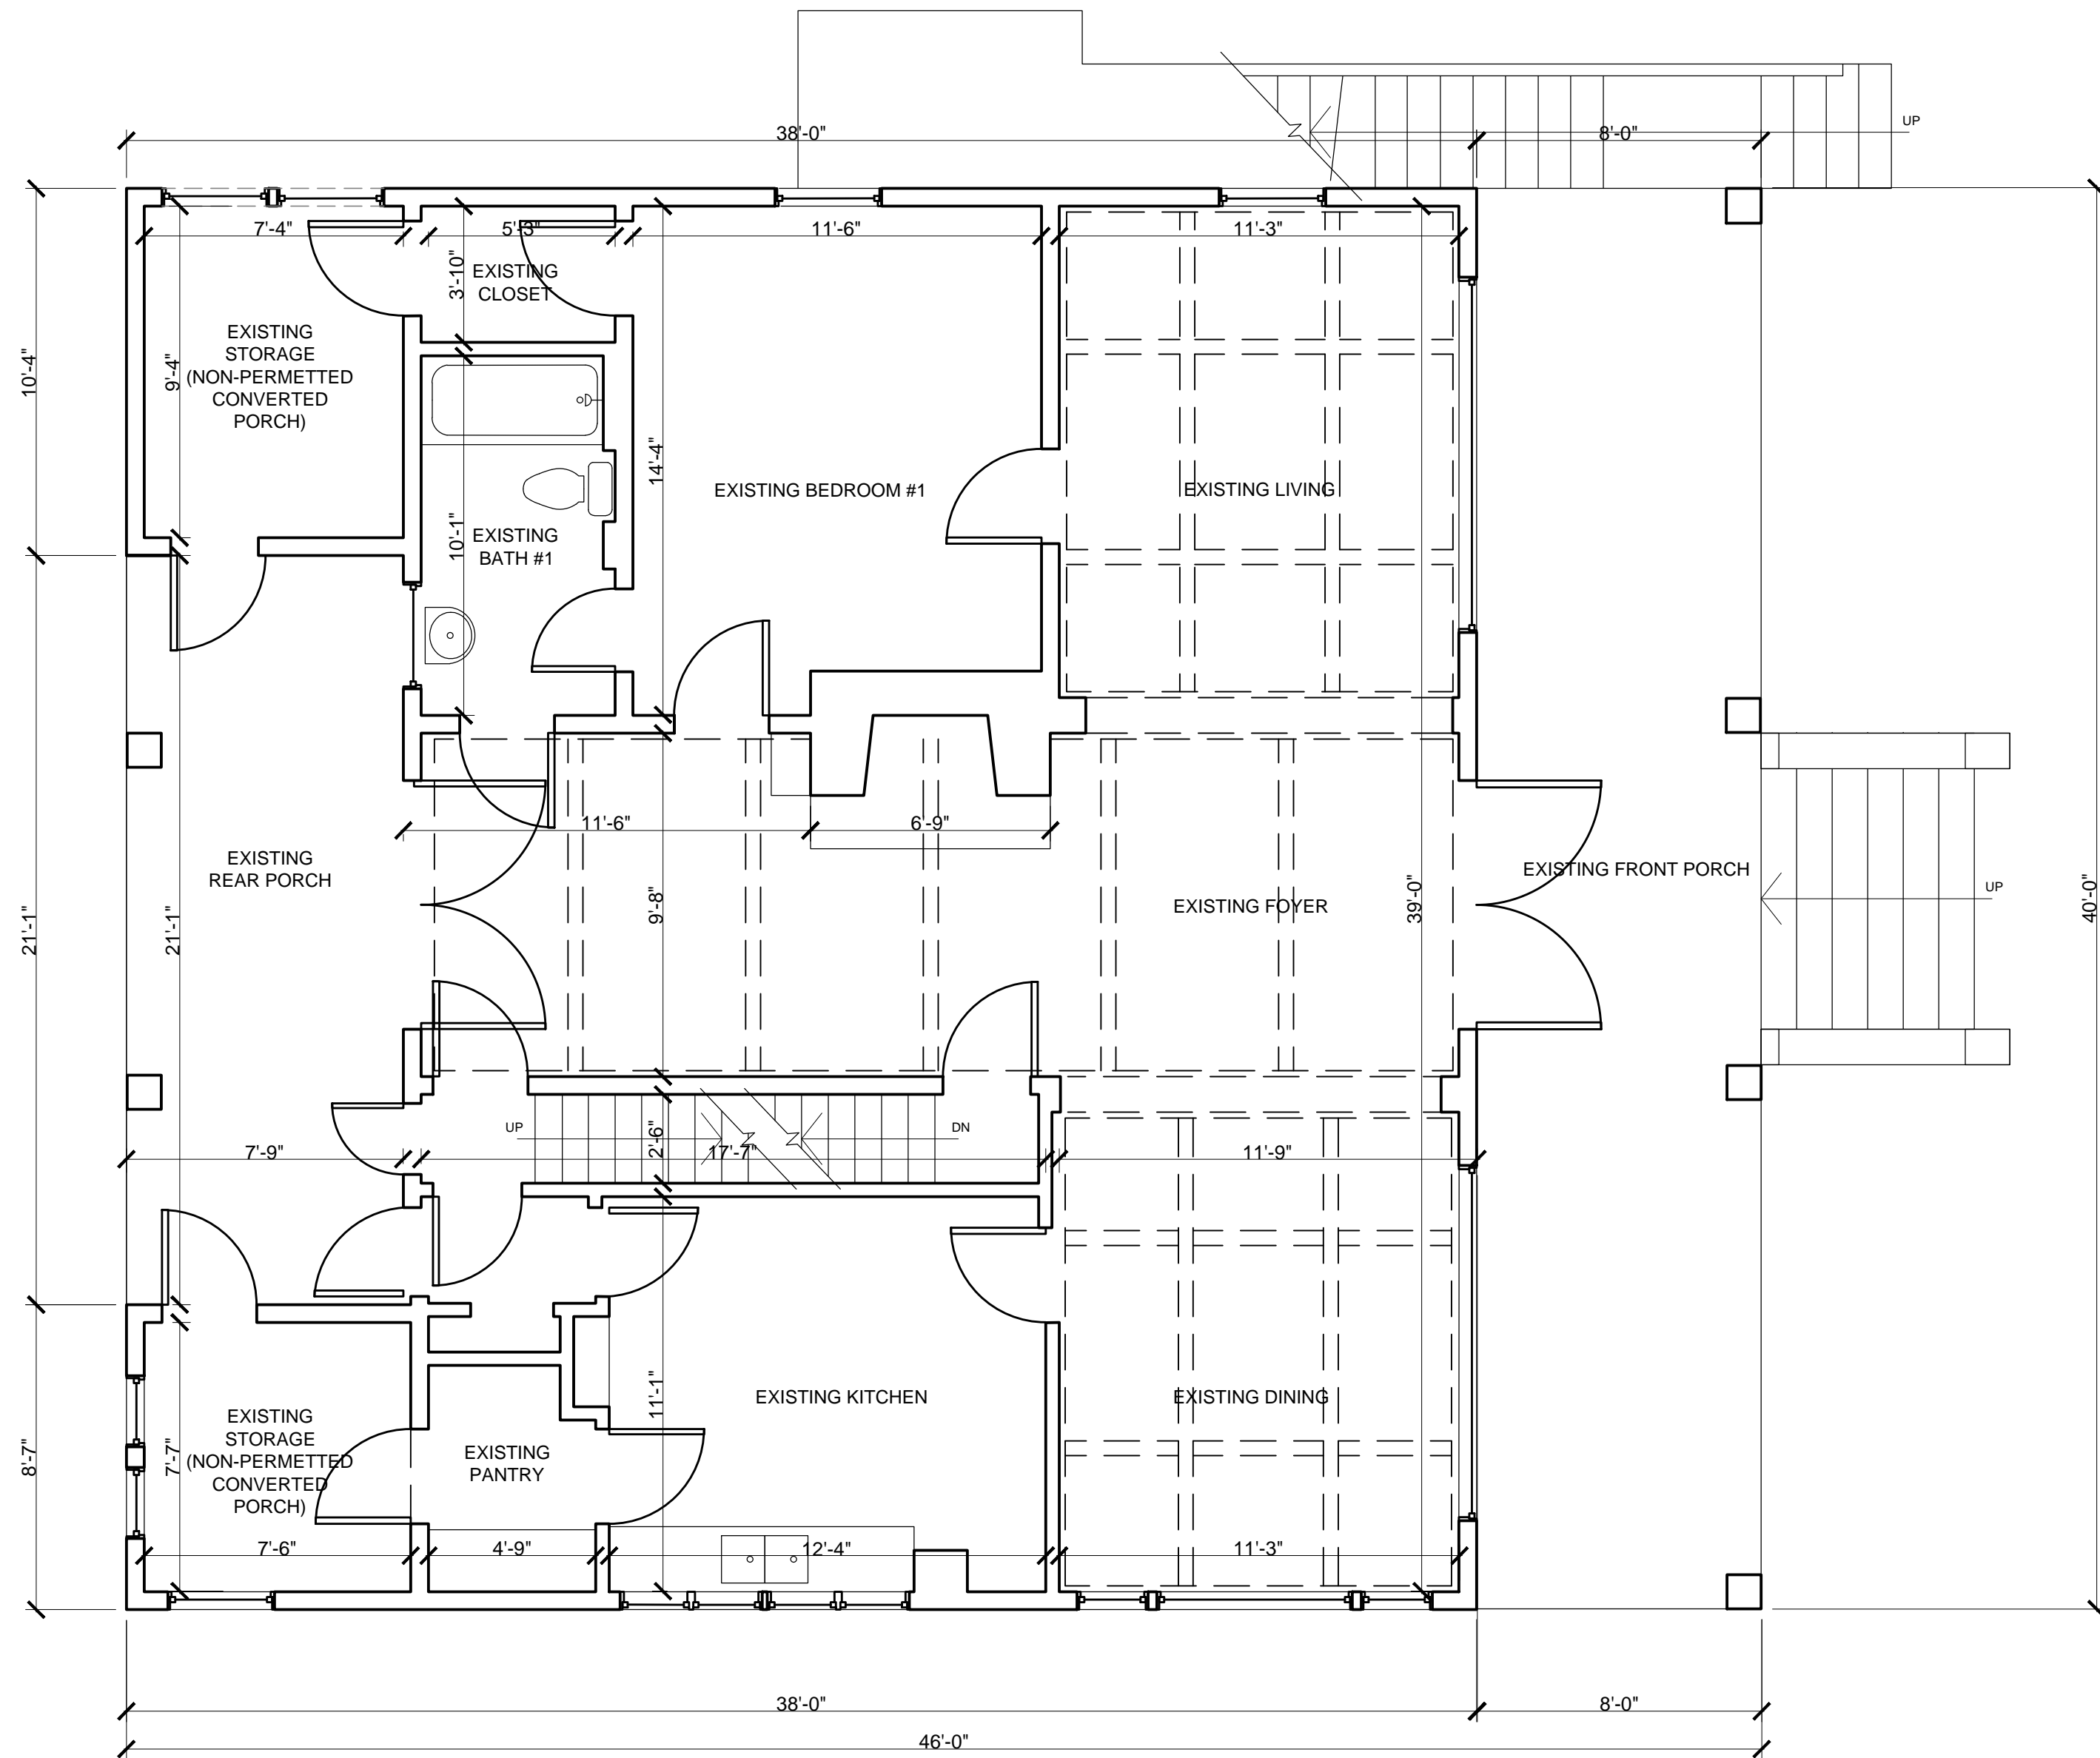 UP
38'-0"
8'-0"
7'-4"
5'-3"
11'-6"
11'-3"
3'-10"
EXISTING
CLOSET
10'-4"
9'-4"
EXISTING
STORAGE
(NON-PERMETTED
CONVERTED
PORCH)
14'-4"
EXISTING BEDROOM #1
EXISTING LIVING
10'-1"
EXISTING
BATH #1
11'-6"
6'-9"
EXISTING
REAR PORCH
EXISTING FRONT PORCH
UP
21'-1"
21'-1"
9'-8"
EXISTING FOYER
39'-0"
40'-0"
UP
DN
2'-6"
7'-9"
17'-7"
11'-9"
11'-1"
EXISTING KITCHEN
EXISTING DINING
8'-7"
7'-7"
EXISTING
STORAGE
(NON-PERMETTED
CONVERTED
PORCH)
EXISTING
PANTRY
7'-6"
4'-9"
12'-4"
11'-3"
38'-0"
8'-0"
46'-0"